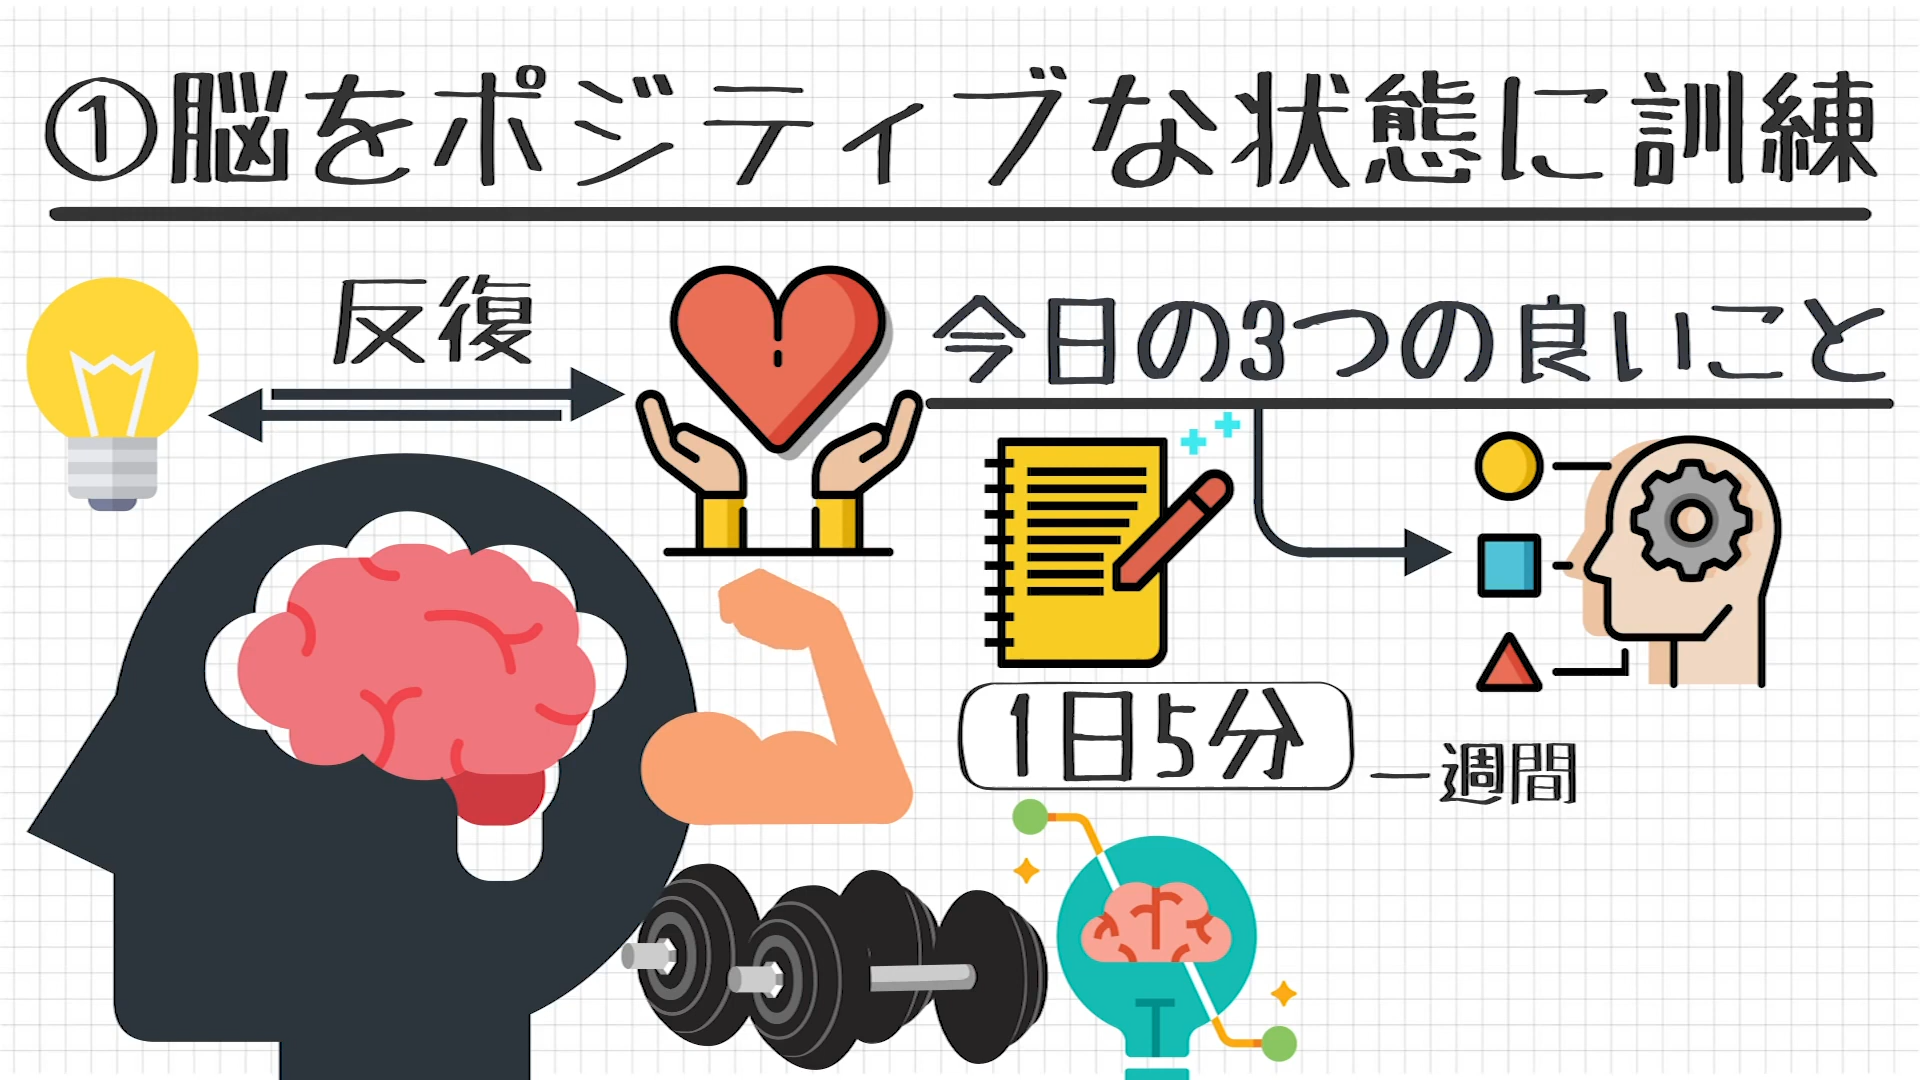 ①脳をポジティブな状態に訓練
反復
今日の3つの良いこと
1日5分
一週間